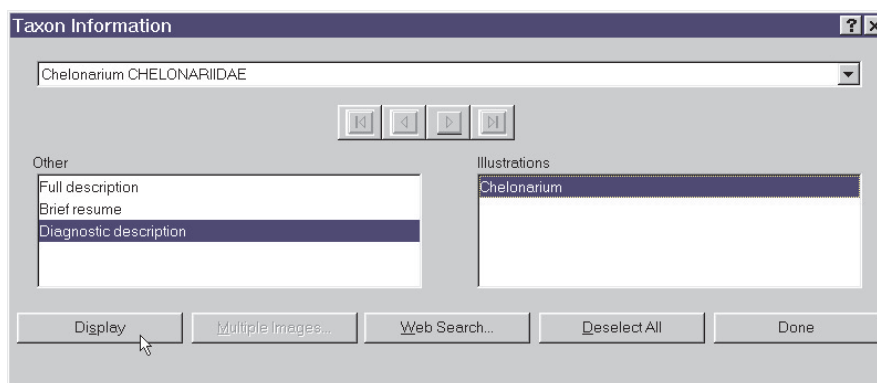 Taxon Information
Chelonarium CHELONARIIDAE
Other
Full description
Brief resume
Diagnostic description
Illustrations
Chelonarium
Display
Multiple Images...
Web Search...
Deselect All
Done